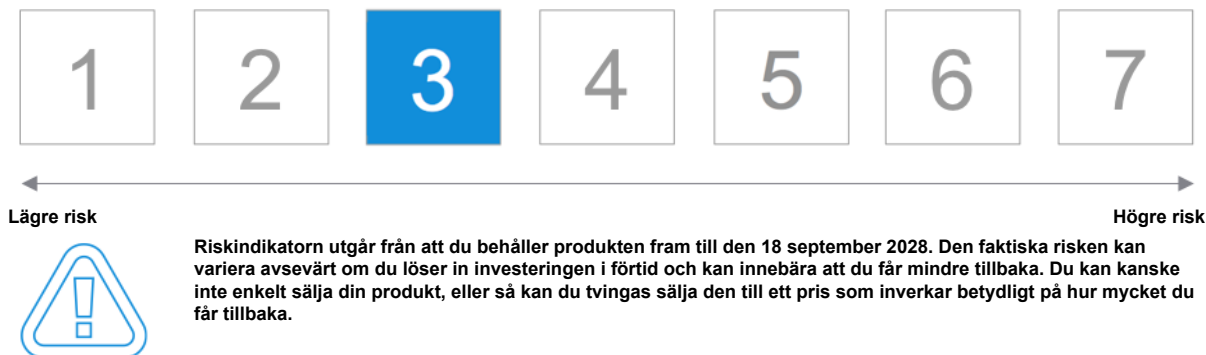 1 2 3 4 5 6 7
Lägre risk Högre risk
Riskindikatorn utgår från att du behåller produkten fram till den 18 september 2028. Den faktiska risken kan
variera avsevärt om du löser in investeringen i förtid och kan innebära att du får mindre tillbaka. Du kan kanske
inte enkelt sälja din produkt, eller så kan du tvingas sälja den till ett pris som inverkar betydligt på hur mycket du
får tillbaka.